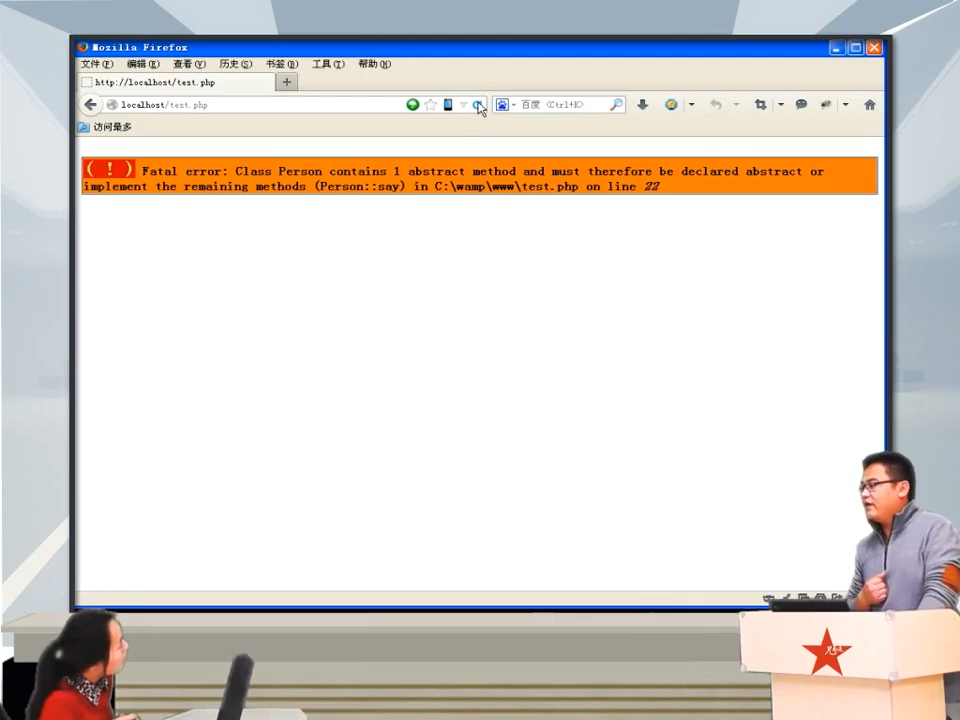 Mozilla Firefox
文件(F) 编辑(E) 查看(V) 历史(S) 书签(B) 工具(T) 帮助(H)
http://localhost/test.php +
localhost/test.php 百度 <Ctrl+K>
访问最多
( ! ) Fatal error: Class Person contains 1 abstract method and must therefore be declared abstract or
implement the remaining methods (Person::say) in C:\wamp\www\test.php on line 22